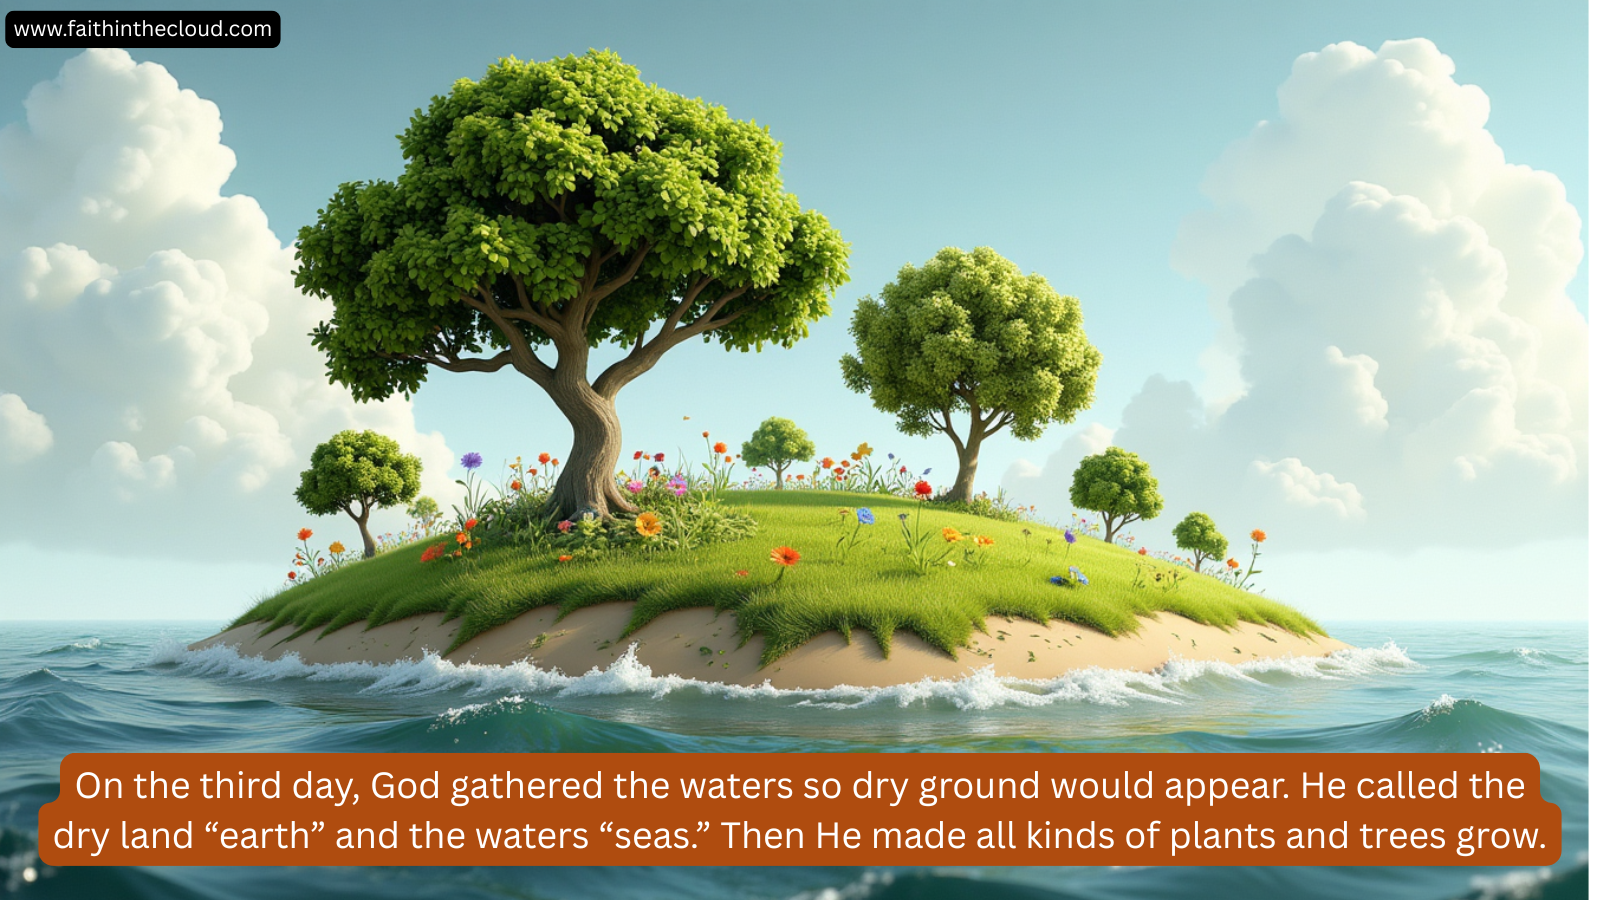 www.faithinthecloud.com
On the third day, God gathered the waters so dry ground would appear. He called the
dry land “earth” and the waters “seas.” Then He made all kinds of plants and trees grow.